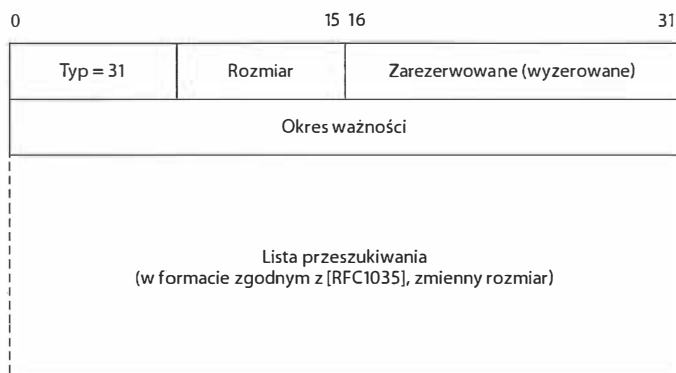 0 15 16 31
Typ = 31 Rozmiar Zarezerwowane (wyzerowane)
Okres ważności
Lista przeszukiwania
(w formacie zgodnym z [RFC1035], zmienny rozmiar)